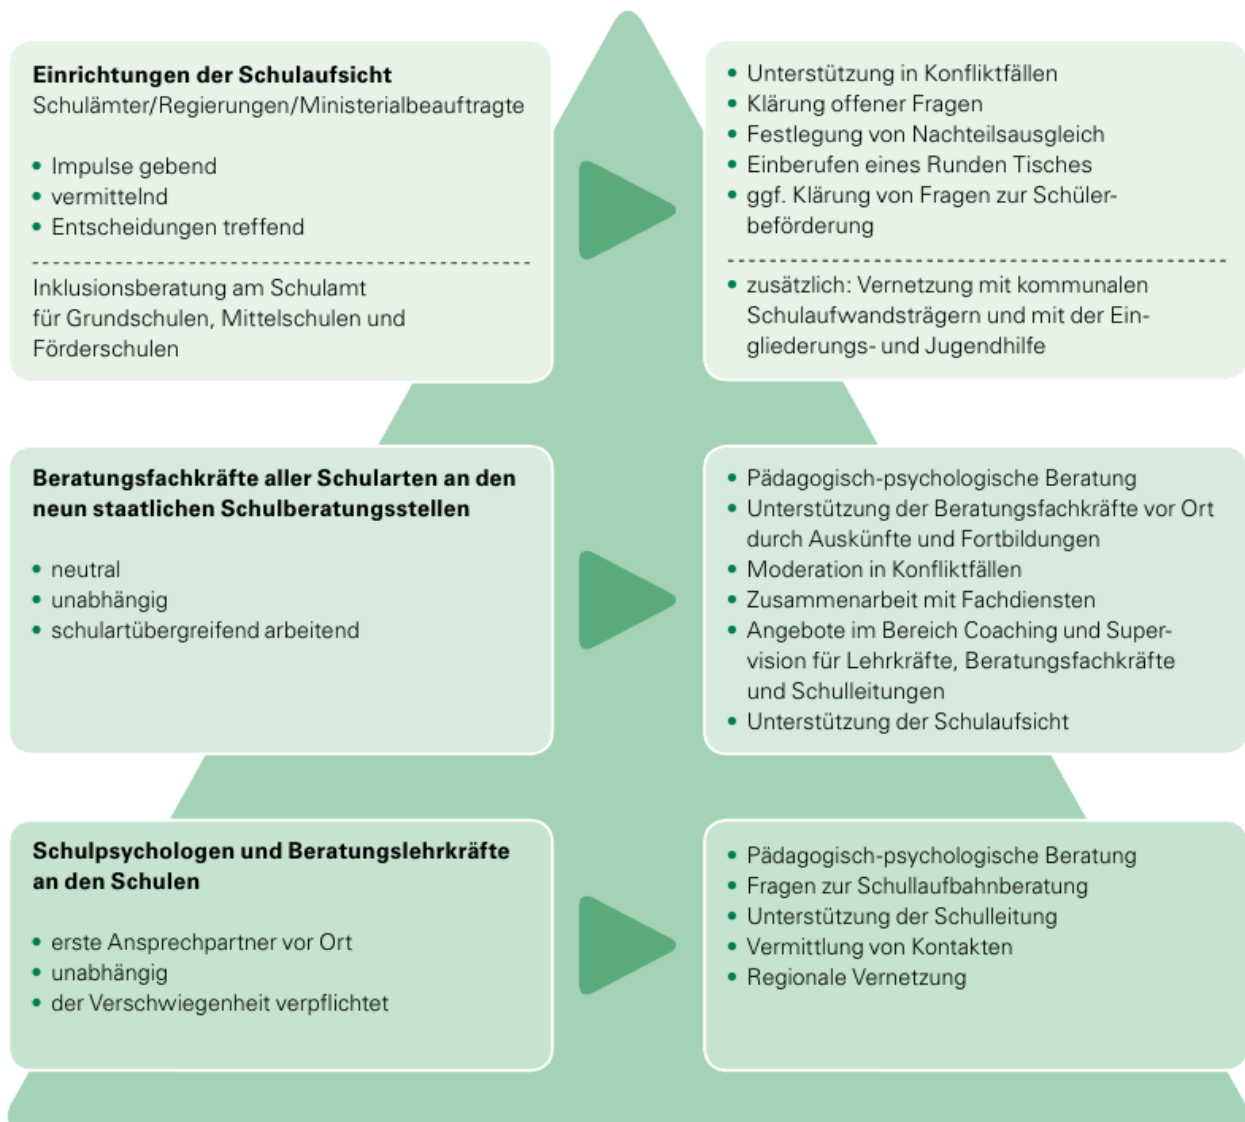 Einrichtungen der Schulaufsicht
Schulämter/Regierungen/Ministerialbeauftragte
• Impulse gebend
• vermittelnd
• Entscheidungen treffend
Inklusionsberatung am Schulamt
für Grundschulen, Mittelschulen und
Förderschulen
• Unterstützung in Konfliktfällen
• Klärung offener Fragen
• Festlegung von Nachteilsausgleich
• Einberufen eines Runden Tisches
• ggf. Klärung von Fragen zur Schüler-
beförderung
• zusätzlich: Vernetzung mit kommunalen
Schulaufwandsträgern und mit der Ein-
gliederungs- und Jugendhilfe
Beratungsfachkräfte aller Schularten an den
neun staatlichen Schulberatungsstellen
• neutral
• unabhängig
• schulartübergreifend arbeitend
• Pädagogisch-psychologische Beratung
• Unterstützung der Beratungsfachkräfte vor Ort
durch Auskünfte und Fortbildungen
• Moderation in Konfliktfällen
• Zusammenarbeit mit Fachdiensten
• Angebote im Bereich Coaching und Super-
vision für Lehrkräfte, Beratungsfachkräfte
und Schulleitungen
• Unterstützung der Schulaufsicht
Schulpsychologen und Beratungslehrkräfte
an den Schulen
• erste Ansprechpartner vor Ort
• unabhängig
• der Verschwiegenheit verpflichtet
• Pädagogisch-psychologische Beratung
• Fragen zur Schullaufbahnberatung
• Unterstützung der Schulleitung
• Vermittlung von Kontakten
• Regionale Vernetzung